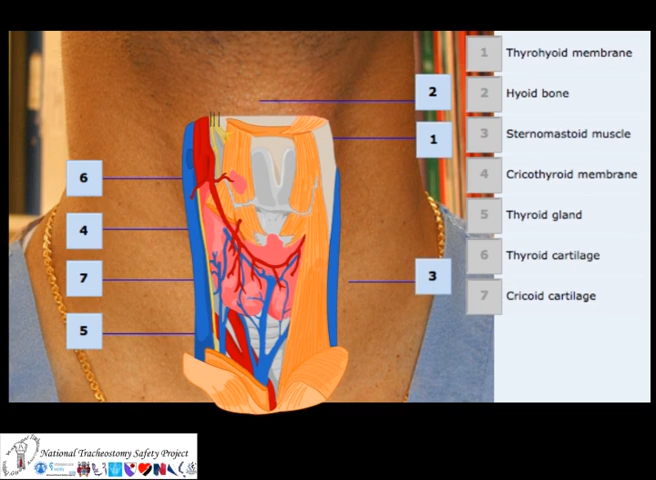 2
1
6
4
7
3
5
1 Thyrohyoid membrane
2 Hyoid bone
3 Sternomastoid muscle
4 Cricothyroid membrane
5 Thyroid gland
6 Thyroid cartilage
7 Cricoid cartilage
National Tracheostomy Safety Project